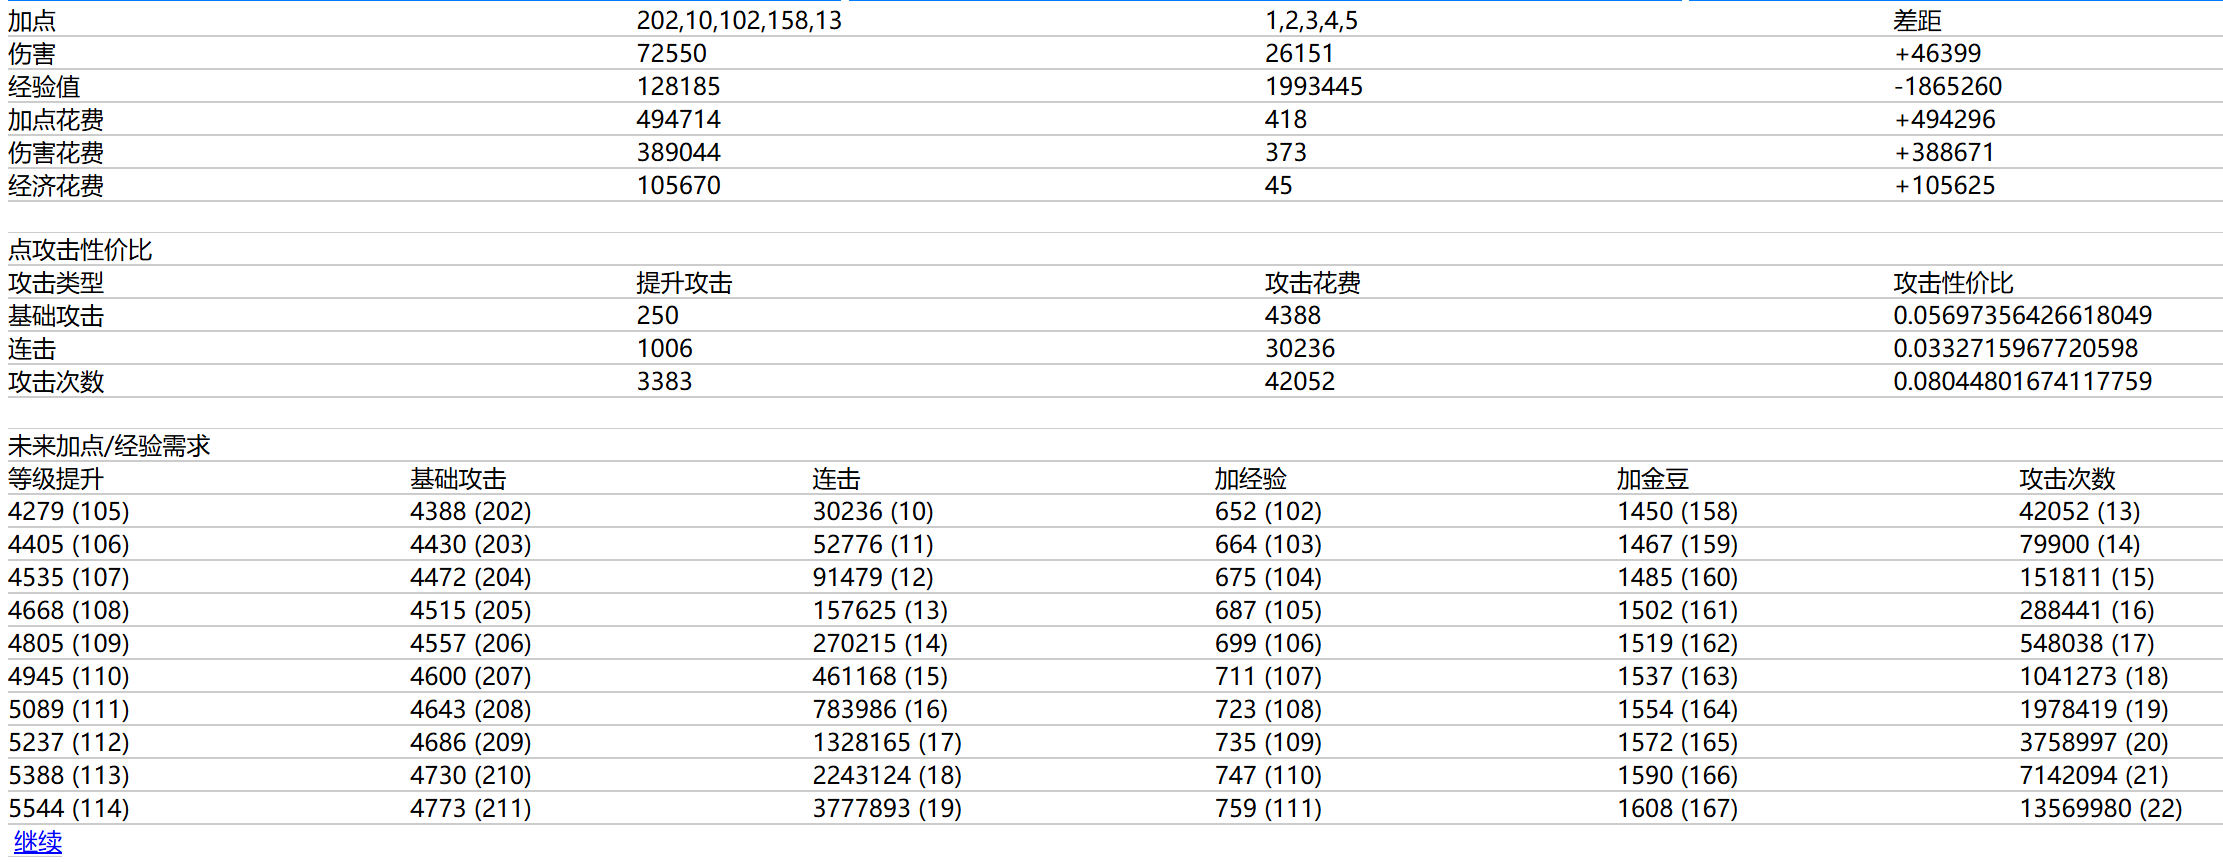 加点 202,10,102,158,13 1,2,3,4,5 差距
伤害 72550 26151 +46399
经验值 128185 1993445 -1865260
加点花费 494714 418 +494296
伤害花费 389044 373 +388671
经济花费 105670 45 +105625
点攻击性价比
攻击类型 提升攻击 攻击花费 攻击性价比
基础攻击 250 4388 0.05697356426618049
连击 1006 30236 0.0332715967720598
攻击次数 3383 42052 0.08044801674117759
未来加点/经验需求
等级提升 基础攻击 连击 加经验 加金豆 攻击次数
4279 (105) 4388 (202) 30236 (10) 652 (102) 1450 (158) 42052 (13)
4405 (106) 4430 (203) 52776 (11) 664 (103) 1467 (159) 79900 (14)
4535 (107) 4472 (204) 91479 (12) 675 (104) 1485 (160) 151811 (15)
4668 (108) 4515 (205) 157625 (13) 687 (105) 1502 (161) 288441 (16)
4805 (109) 4557 (206) 270215 (14) 699 (106) 1519 (162) 548038 (17)
4945 (110) 4600 (207) 461168 (15) 711 (107) 1537 (163) 1041273 (18)
5089 (111) 4643 (208) 783986 (16) 723 (108) 1554 (164) 1978419 (19)
5237 (112) 4686 (209) 1328165 (17) 735 (109) 1572 (165) 3758997 (20)
5388 (113) 4730 (210) 2243124 (18) 747 (110) 1590 (166) 7142094 (21)
5544 (114) 4773 (211) 3777893 (19) 759 (111) 1608 (167) 13569980 (22)
继续